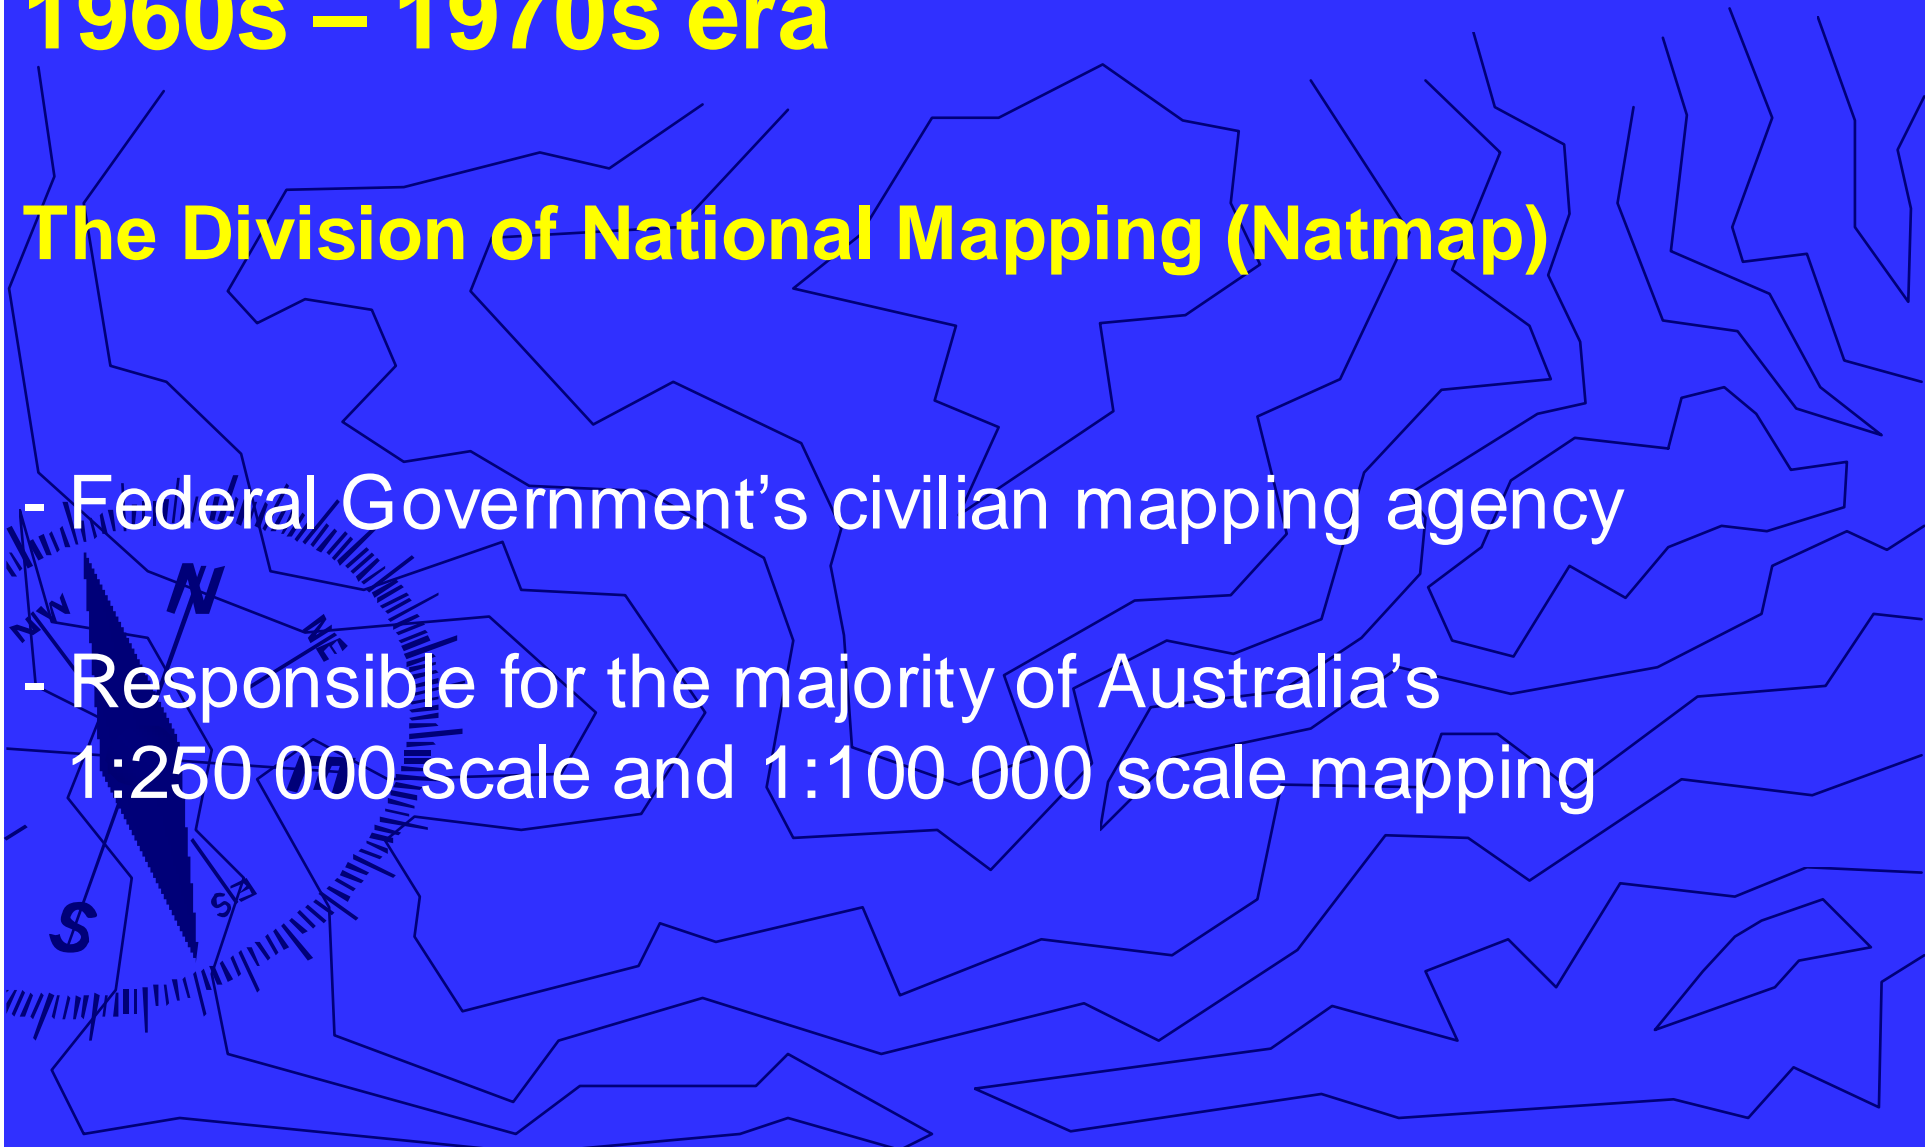 1960s – 1970s era
The Division of National Mapping (Natmap)
- Federal Government’s civilian mapping agency
- Responsible for the majority of Australia’s
1:250 000 scale and 1:100 000 scale mapping
NW
N
NE
E
SE
S